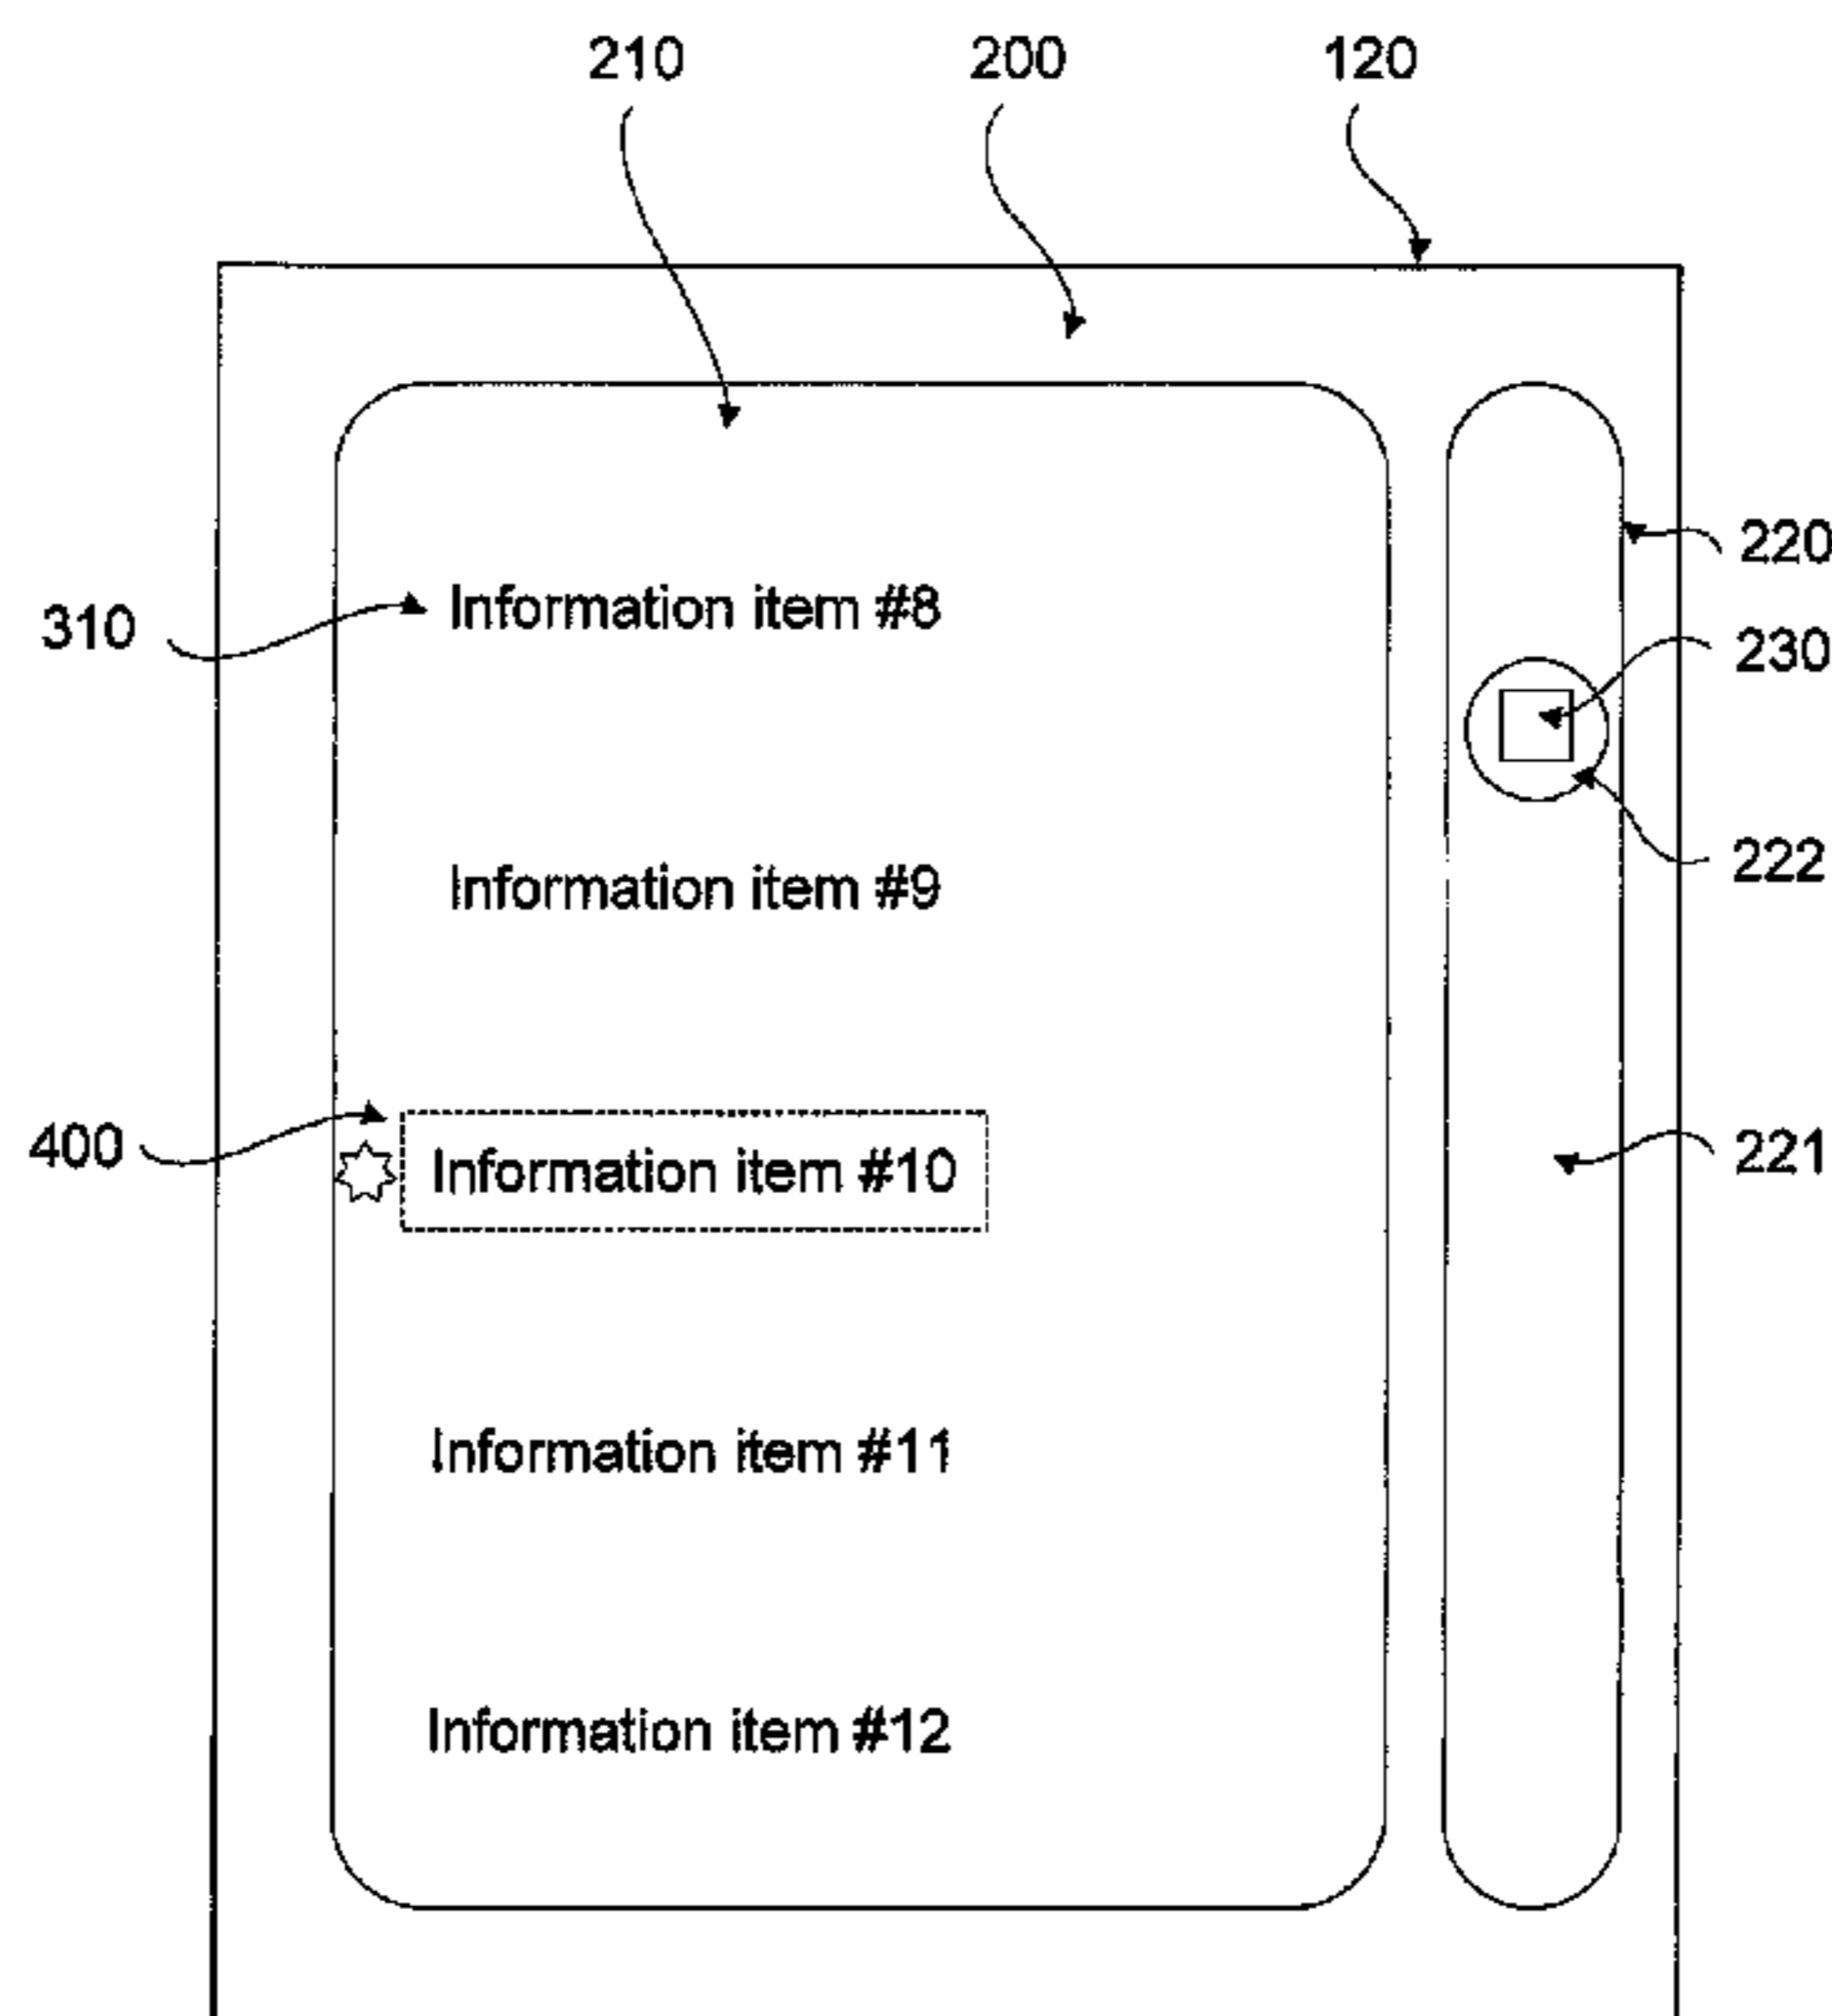 210 200 120
220
310 Information item #8
230
222
Information item #9
400 Information item #10 221
Information item #11
Information item #12